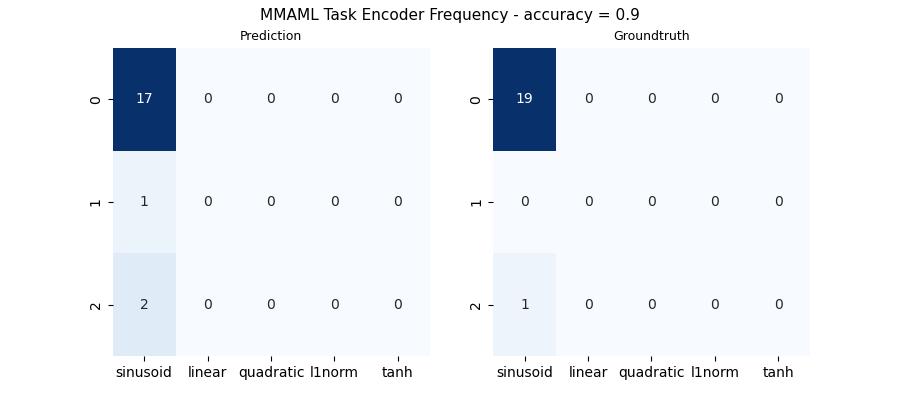 MMAML Task Encoder Frequency - accuracy = 0.9
Prediction
Groundtruth
0 17 0 0 0 0
1 1 0 0 0 0
2 2 0 0 0 0
sinusoid linear quadratic l1norm tanh
0 19 0 0 0 0
1 0 0 0 0 0
2 1 0 0 0 0
sinusoid linear quadratic l1norm tanh